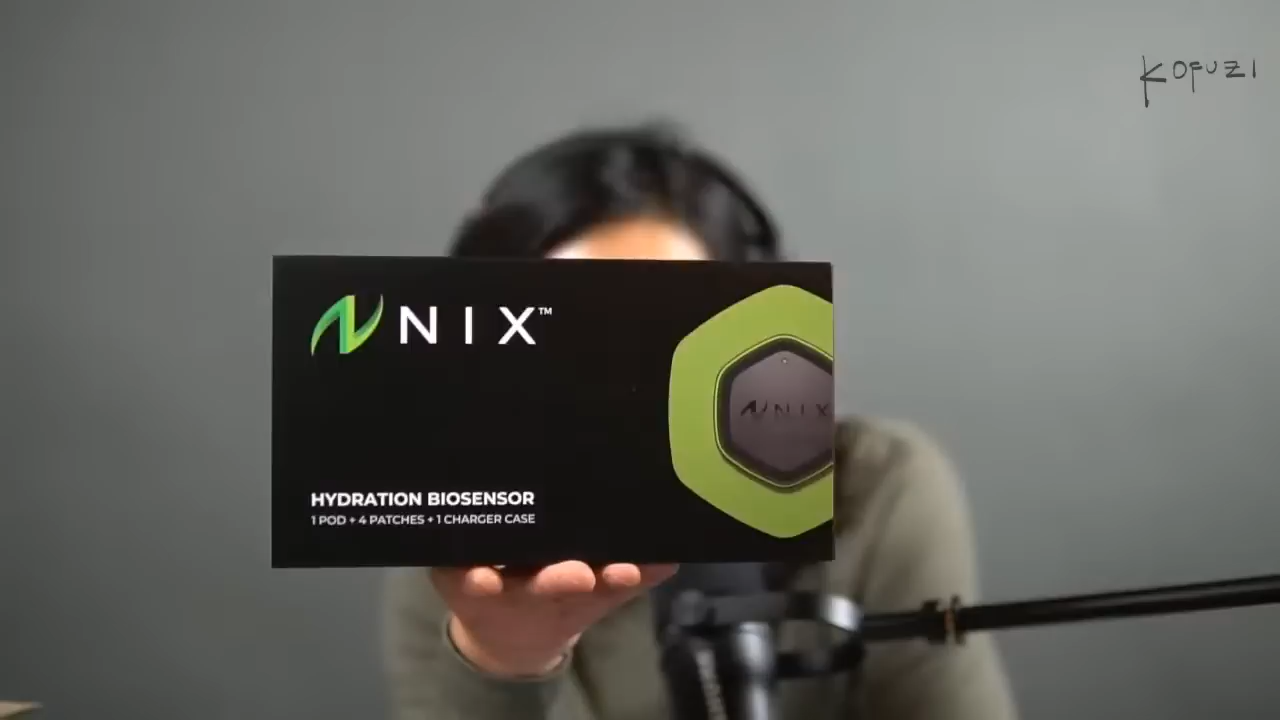 KOFUZI
NIX™
NIX
HYDRATION BIOSENSOR
1 POD + 4 PATCHES + 1 CHARGER CASE